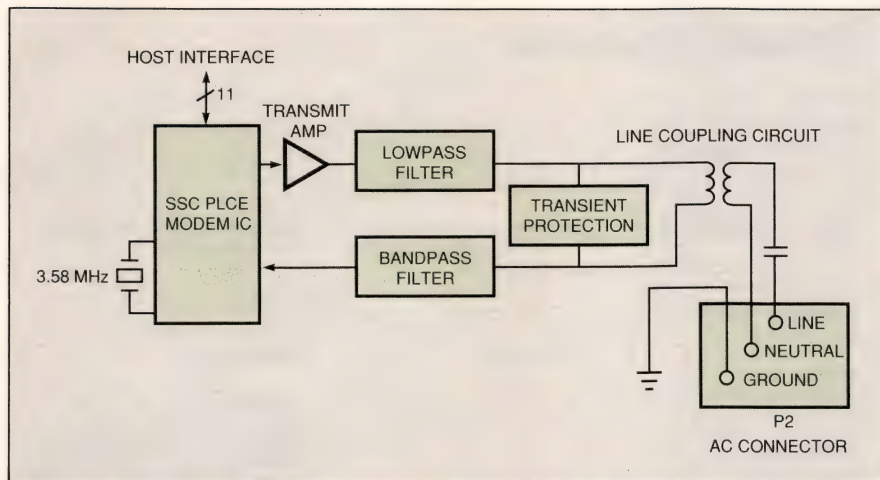 HOST INTERFACE
11
TRANSMIT
AMP
LINE COUPLING CIRCUIT
LOWPASS
FILTER
SSC PLCE
MODEM IC
TRANSIENT
PROTECTION
BANDPASS
FILTER
3.58 MHz
LINE
NEUTRAL
GROUND
P2
AC CONNECTOR